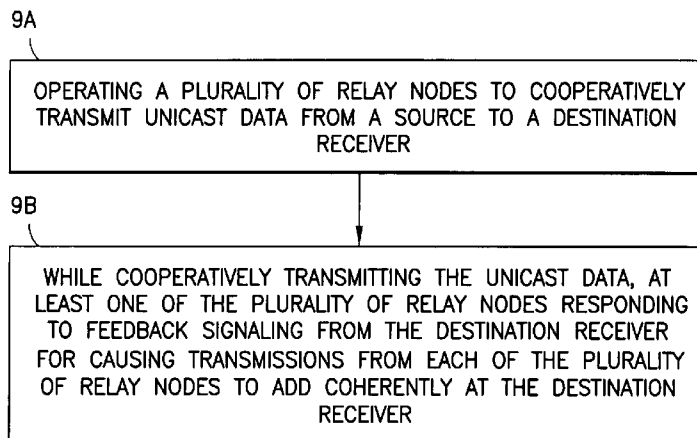 9A
OPERATING A PLURALITY OF RELAY NODES TO COOPERATIVELY
TRANSMIT UNICAST DATA FROM A SOURCE TO A DESTINATION
RECEIVER
9B
WHILE COOPERATIVELY TRANSMITTING THE UNICAST DATA, AT
LEAST ONE OF THE PLURALITY OF RELAY NODES RESPONDING
TO FEEDBACK SIGNALING FROM THE DESTINATION RECEIVER
FOR CAUSING TRANSMISSIONS FROM EACH OF THE PLURALITY
OF RELAY NODES TO ADD COHERENTLY AT THE DESTINATION
RECEIVER